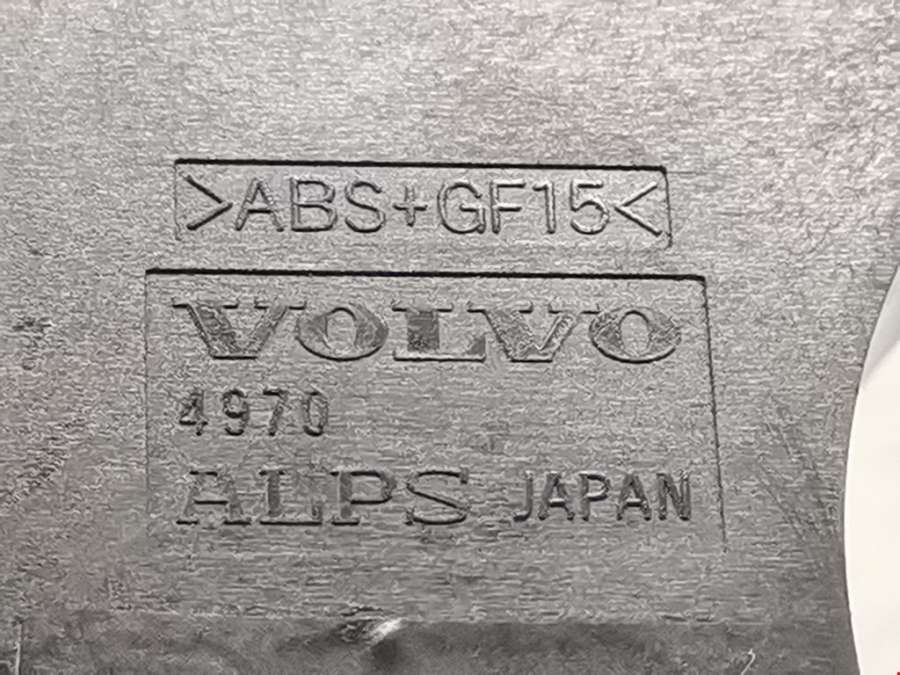 >ABS+GF15<
VOLVO
4970
ALPS JAPAN